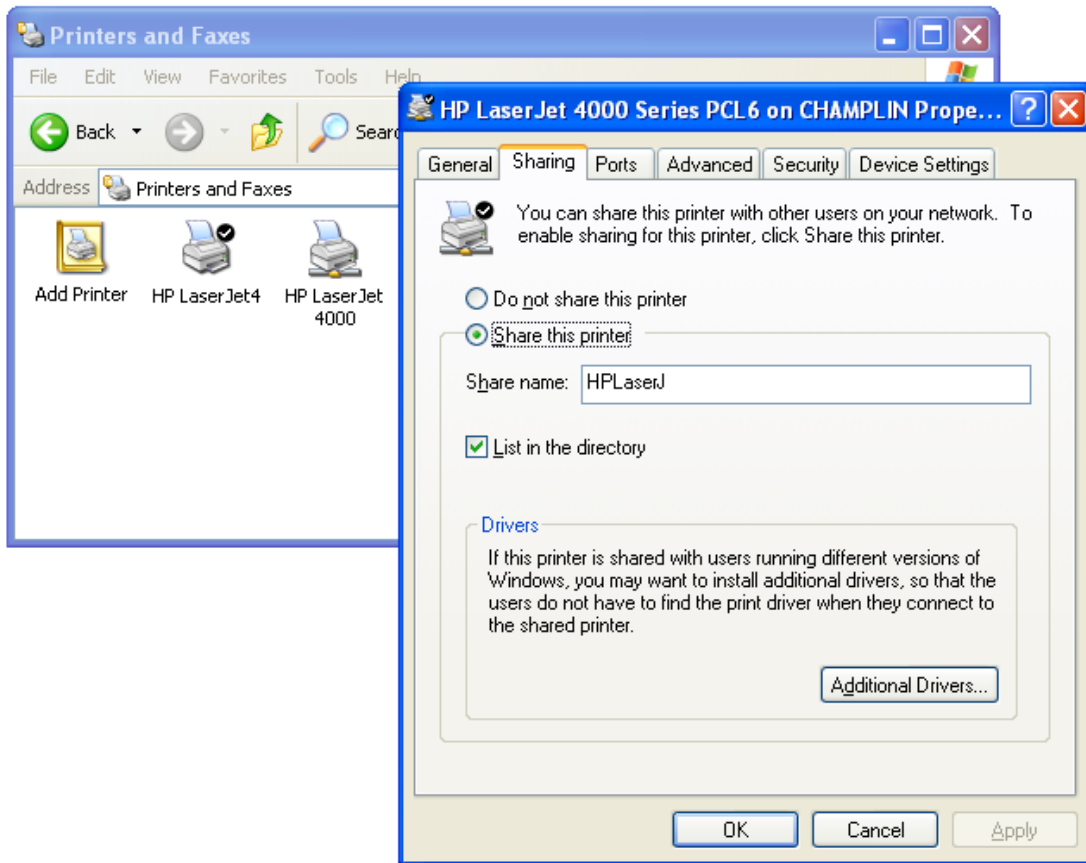 Printers and Faxes
File Edit View Favorites Tools Help
Back
Address Printers and Faxes
Add Printer
HP LaserJet4
HP LaserJet
4000
HP LaserJet 4000 Series PCL6 on CHAMPLIN Prope...
General Sharing Ports Advanced Security Device Settings
You can share this printer with other users on your network. To
enable sharing for this printer, click Share this printer.
Do not share this printer
Share this printer
Share name: HPLaserJ
List in the directory
Drivers
If this printer is shared with users running different versions of
Windows, you may want to install additional drivers, so that the
users do not have to find the print driver when they connect to
the shared printer.
Additional Drivers...
OK Cancel Apply